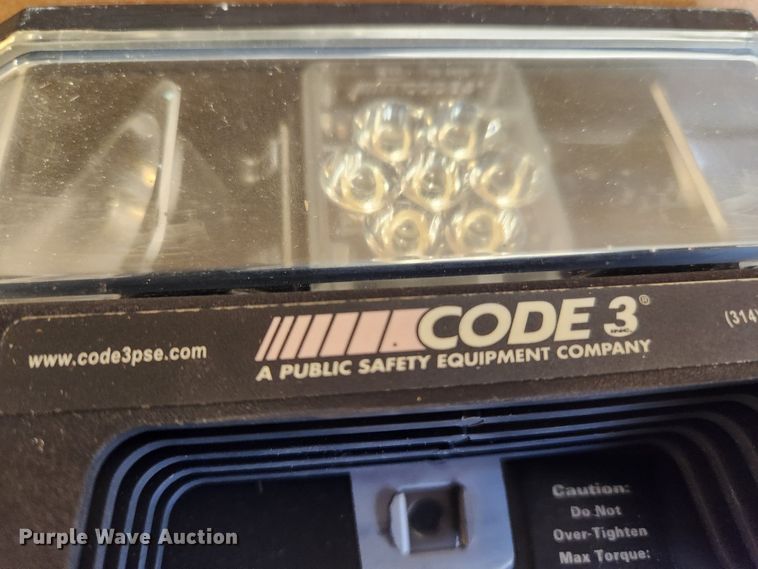 CODE 3®
INC.
www.code3pse.com
(314)
A PUBLIC SAFETY EQUIPMENT COMPANY
Caution:
Do Not
Over-Tighten
Max Torque:
Purple Wave Auction